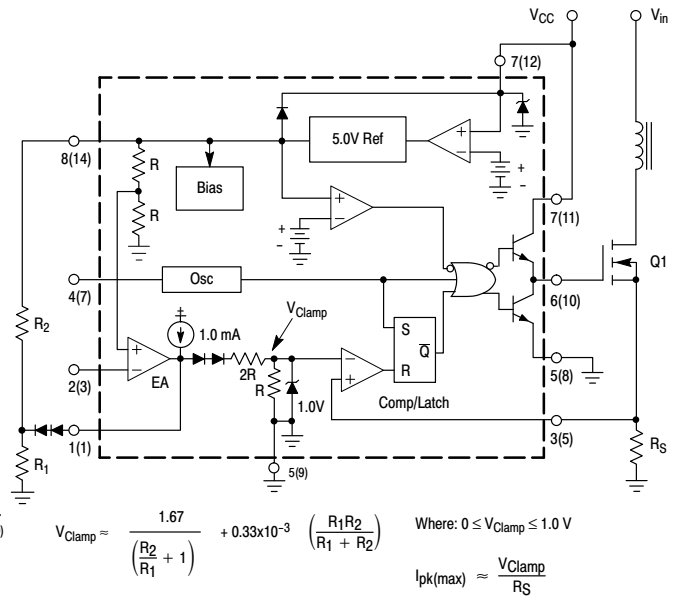 VCC
Vin
7(12)
8(14)
R
Bias
5.0V Ref
+
−
+
−
R
+
−
+
−
7(11)
Q1
4(7)
Osc
6(10)
VClamp
R2
1.0 mA
S
Q̅
R
+
−
EA
2R
R
1.0V
−
+
Comp/Latch
2(3)
5(8)
1(1)
3(5)
R1
5(9)
RS
)
VClamp ≈ 1.67 / (R2/R1 + 1) + 0.33x10⁻³ (R1R2 / R1 + R2) Where: 0 ≤ VClamp ≤ 1.0 V
Ipk(max) ≈ VClamp / RS